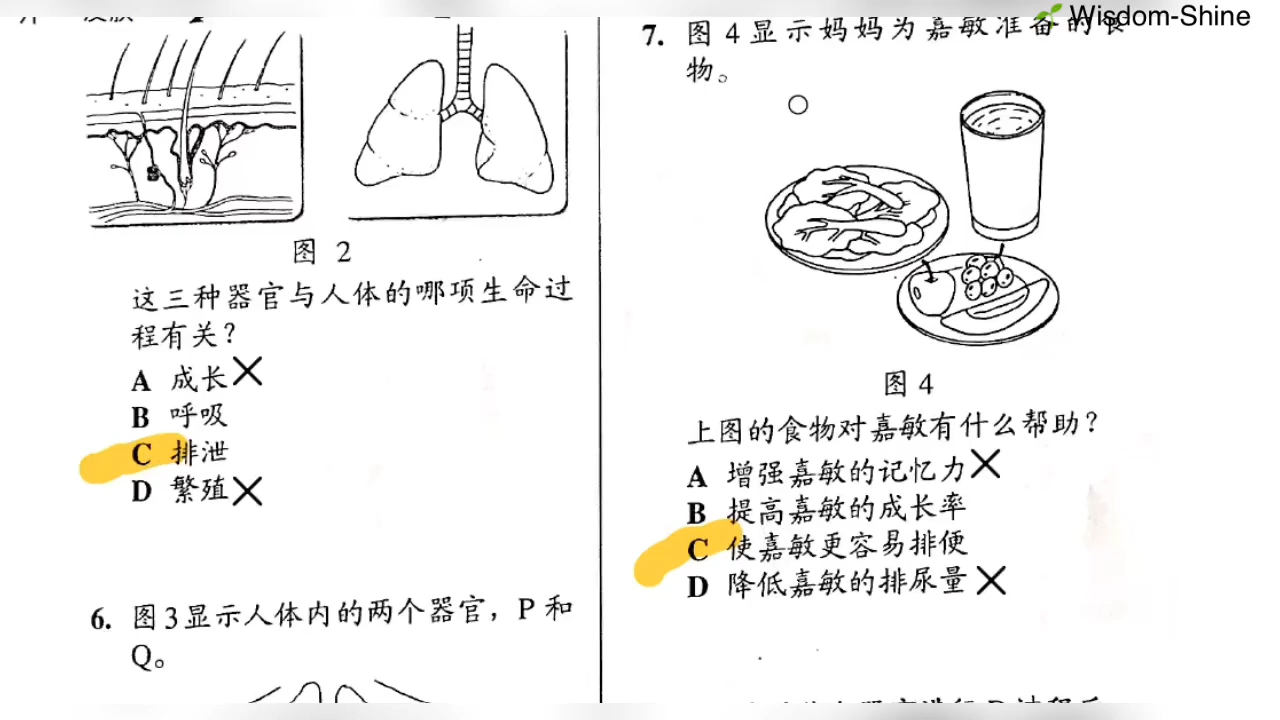 Wisdom-Shine
图 2
这三种器官与人体的哪项生命过
程有关？
A 成长
B 呼吸
C 排泄
D 繁殖
6. 图3显示人体内的两个器官，P 和
Q。
7. 图 4 显示妈妈为嘉敏准备的食
物。
图 4
上图的食物对嘉敏有什么帮助？
A 增强嘉敏的记忆力
B 提高嘉敏的成长率
C 使嘉敏更容易排便
D 降低嘉敏的排尿量